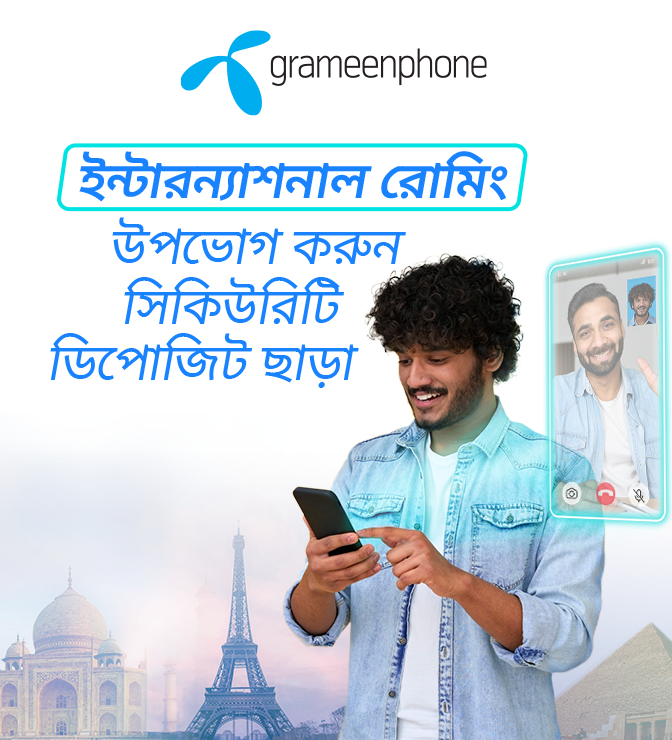 grameenphone
ইন্টারন্যাশনাল রোমিং
উপভোগ করুন
সিকিউরিটি
ডিপোজিট ছাড়া